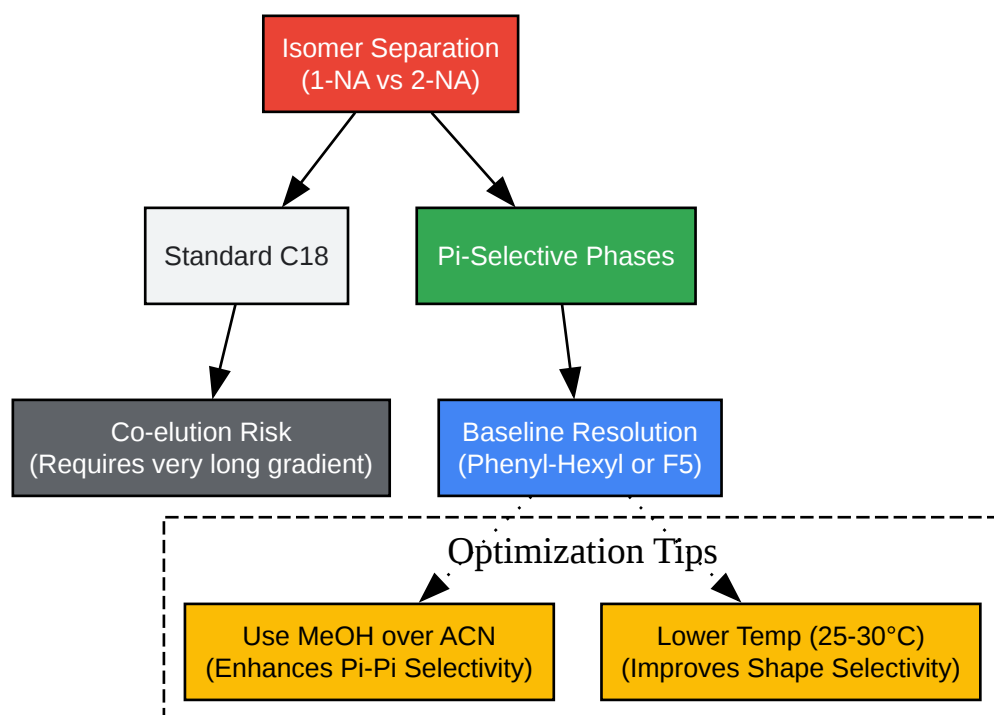 Isomer Separation
(1-NA vs 2-NA)
Standard C18
Pi-Selective Phases
Co-elution Risk
(Requires very long gradient)
Baseline Resolution
(Phenyl-Hexyl or F5)
Optimization Tips
Use MeOH over ACN
(Enhances Pi-Pi Selectivity)
Lower Temp (25-30°C)
(Improves Shape Selectivity)